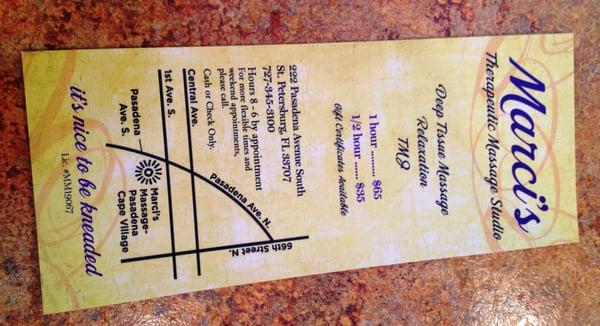 Marci's
Therapeutic Massage Studio
Deep Tissue Massage
Relaxation
TMJ
1 hour ......... $65
1/2 hour ...... $35
Gift Certificates Available
222 Pasadena Avenue South
St. Petersburg, FL 33707
727-345-3100
Hours 8 - 6 by appointment
For more flexible times and
weekend appointments,
please call.
Cash or Check Only.
Central Ave.
1st Ave. S.
Pasadena
Ave. S.
Pasadena Ave. N.
66th Street N.
Marci's
Massage-
Pasadena
Cape Village
it's nice to be kneaded
Lic. #MM19067